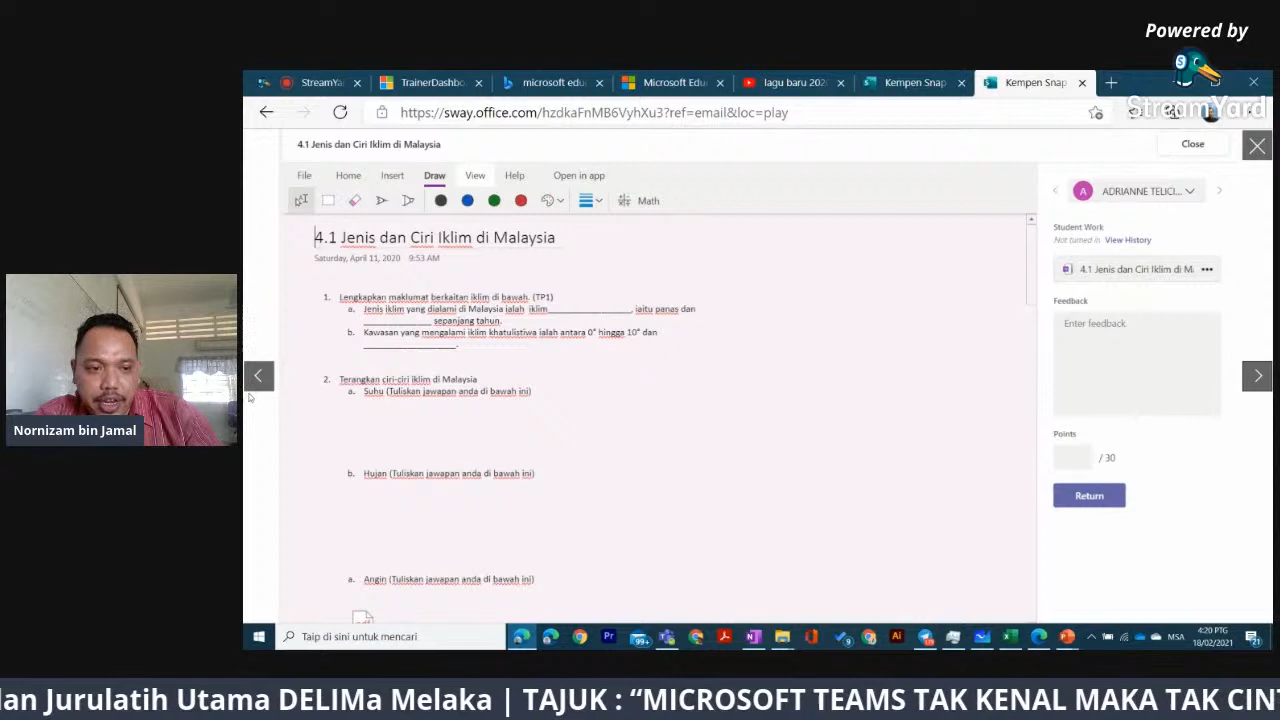 Powered by
StreamYard
StreamYa
TrainerDashbo
microsoft edu
Microsoft Edu
lagu baru 202
Kempen Snap
Kempen Snap
https://sway.office.com/hzdkaFnMB6VyhXu3?ref=email&loc=play
4.1 Jenis dan Ciri Iklim di Malaysia
Close
File Home Insert Draw View Help Open in app
Math
ADRIANNE TELICI...
4.1 Jenis dan Ciri Iklim di Malaysia
Saturday, April 11, 2020 9:53 AM
1. Lengkapkan maklumat berkaitan iklim di bawah. (TP1)
a. Jenis iklim yang dialami di Malaysia ialah iklim_________________, iaitu panas dan
______________ sepanjang tahun.
b. Kawasan yang mengalami iklim khatulistiwa ialah antara 0° hingga 10° dan
___________________.
2. Terangkan ciri-ciri iklim di Malaysia
a. Suhu (Tuliskan jawapan anda di bawah ini)
b. Hujan (Tuliskan jawapan anda di bawah ini)
a. Angin (Tuliskan jawapan anda di bawah ini)
Student Work
Not turned in View History
4.1 Jenis dan Ciri Iklim di M
Feedback
Enter feedback
Points
/ 30
Return
Nornizam bin Jamal
Taip di sini untuk mencari
99+
MSA
4:20 PTG
18/02/2021
lan Jurulatih Utama DELIMa Melaka | TAJUK : “MICROSOFT TEAMS TAK KENAL MAKA TAK CINT